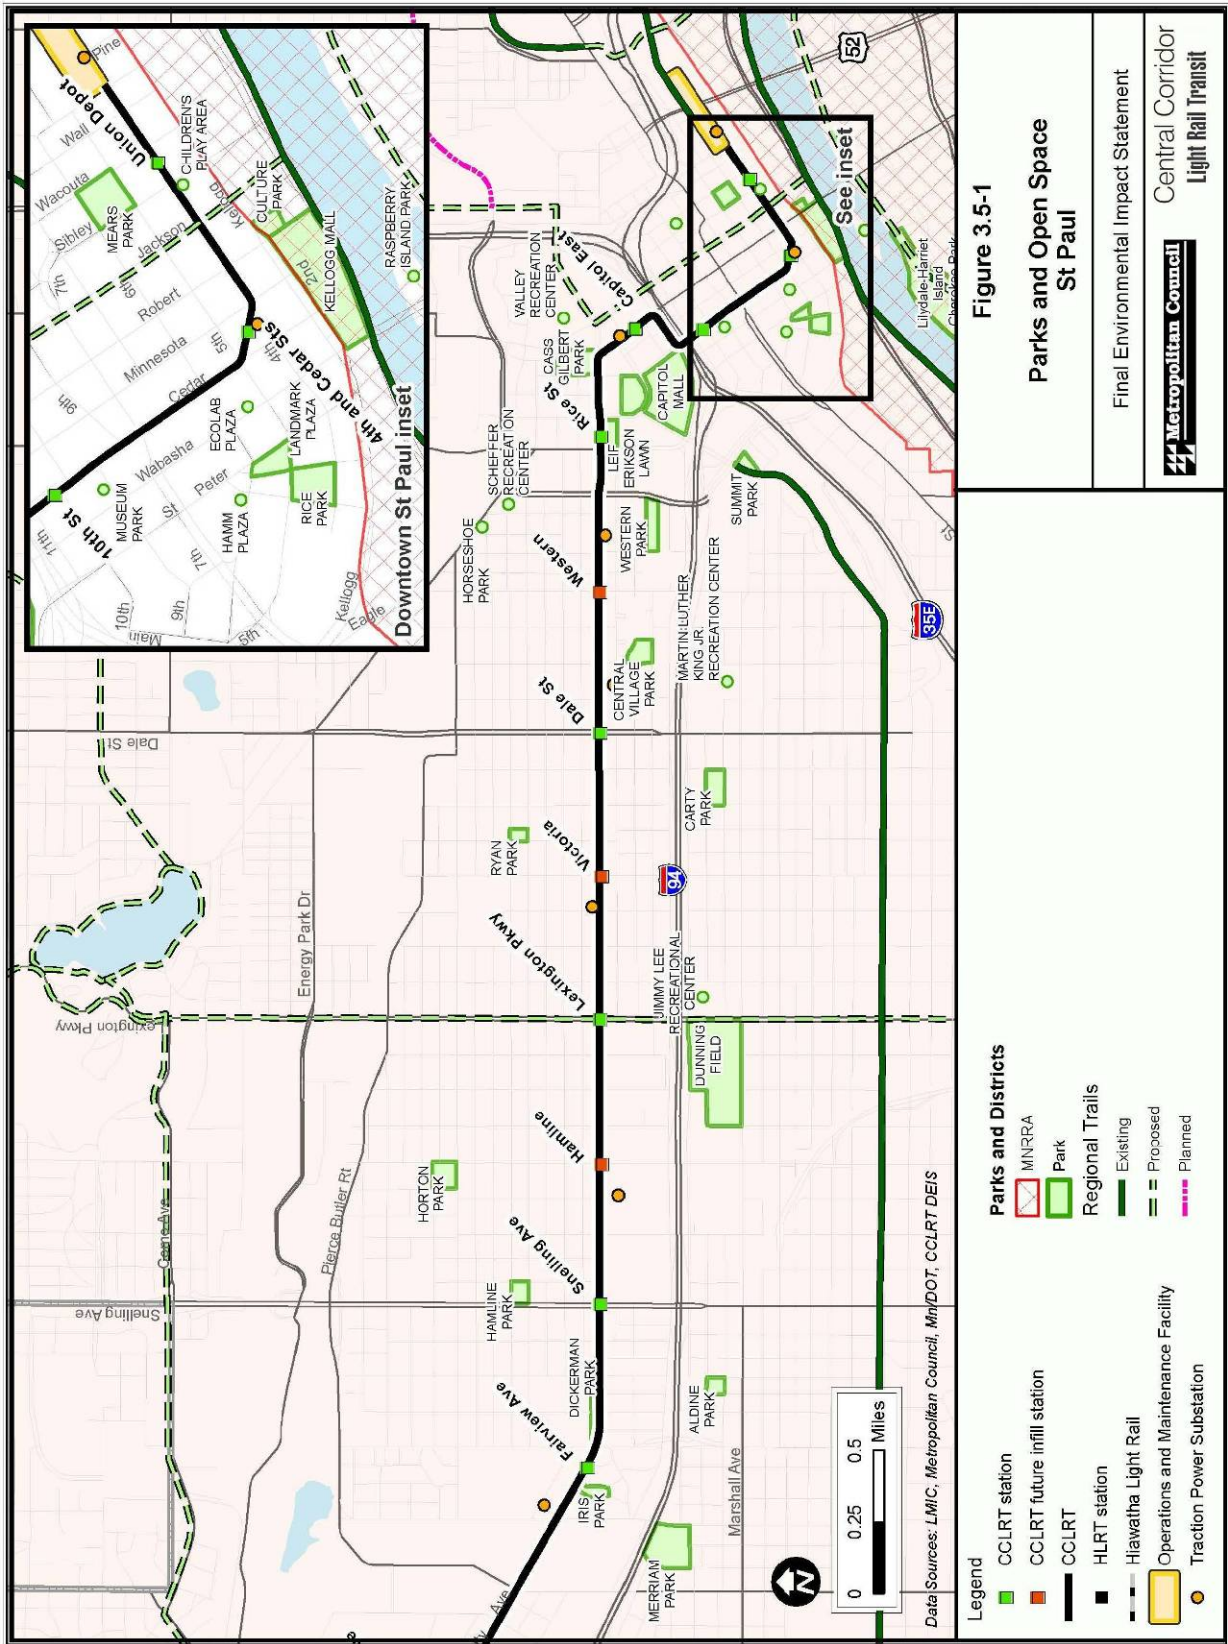 Pine
Union Depot
Wall
CHILDREN'S
PLAY AREA
Wacouta
MEARS
PARK
Sibley
Jackson
Kellogg
CULTURE
PARK
7th
6th
Robert
2nd
KELLOGG MALL
RASPBERRY
ISLAND PARK
Minnesota
5th
4th
4th and Cedar Sts
9th
Cedar
ECOLAB
PLAZA
LANDMARK
PLAZA
Wabasha
St Peter
MUSEUM
PARK
10th St
11th
HAMM
PLAZA
RICE
PARK
7th
10th
9th
Main
5th
Kellogg
Eagle
Downtown St Paul inset
52
See inset
Lilydale-Harriet
Island
Cherokee Park
VALLEY
RECREATION
CENTER
Capitol East
CASS
GILBERT
PARK
CAPITOL
MALL
Rice St
LEIF
ERIKSON
LAWN
SCHEFFER
RECREATION
CENTER
HORSESHOE
PARK
Western
WESTERN
PARK
SUMMIT
PARK
St
35E
MARTIN LUTHER
KING JR.
RECREATION CENTER
CENTRAL
VILLAGE
PARK
Dale St
Dale St
CARTY
PARK
RYAN
PARK
Victoria
94
Energy Park Dr
Lexington Pkwy
Lexington Pkwy
JIMMY LEE
RECREATIONAL
CENTER
DUNNING
FIELD
Hamline
HORTON
PARK
Pierce Butler Rt
Como Ave
Snelling Ave
Snelling Ave
HAMLINE
PARK
DICKERMAN
PARK
Fairview Ave
ALDINE
PARK
IRIS
PARK
Marshall Ave
MERRIAM
PARK
Ave
N
0 0.25 0.5
Miles
Data Sources: LMIC, Metropolitan Council, Mn/DOT, CCLRT DEIS
Legend
CCLRT station
CCLRT future infill station
CCLRT
HLRT station
Hiawatha Light Rail
Operations and Maintenance Facility
Traction Power Substation
Parks and Districts
MNRRA
Park
Regional Trails
Existing
Proposed
Planned
Figure 3.5-1
Parks and Open Space
St Paul
Final Environmental Impact Statement
Metropolitan Council
Central Corridor
Light Rail Transit